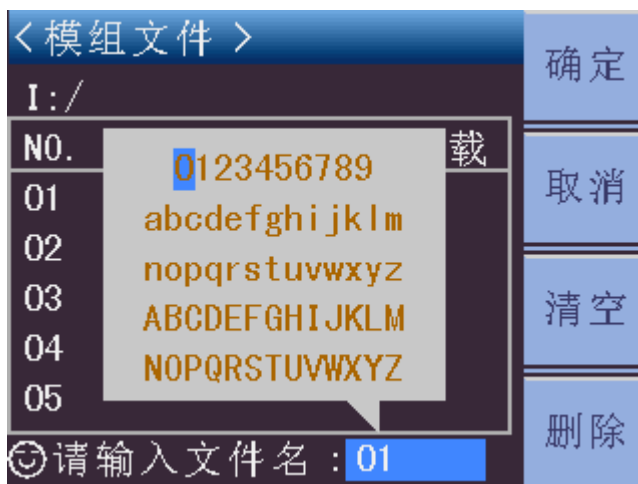 <模组文件 >
I:/
NO. 载
01
02
03
04
05
0123456789
abcdefghijklm
nopqrstuvwxyz
ABCDEFGHIJKLM
NOPQRSTUVWXYZ
请输入文件名 : 01
确定
取消
清空
删除